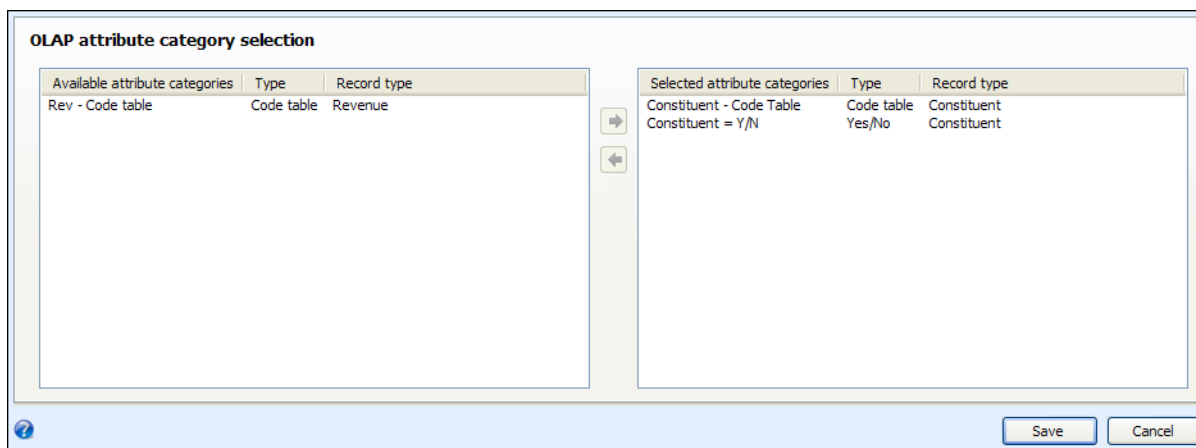 OLAP attribute category selection
Available attribute categories Type Record type
Rev - Code table Code table Revenue
Selected attribute categories Type Record type
Constituent - Code Table Code table Constituent
Constituent = Y/N Yes/No Constituent
?
Save Cancel